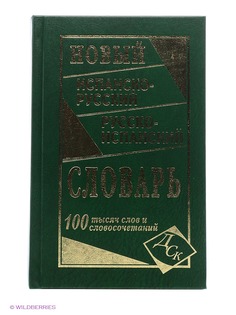 НОВЫЙ
ИСПАНСКО-
РУССКИЙ
РУССКО-
ИСПАНСКИЙ
СЛОВАРЬ
100 тысяч слов и
словосочетаний
ДСК
© WILDBERRIES